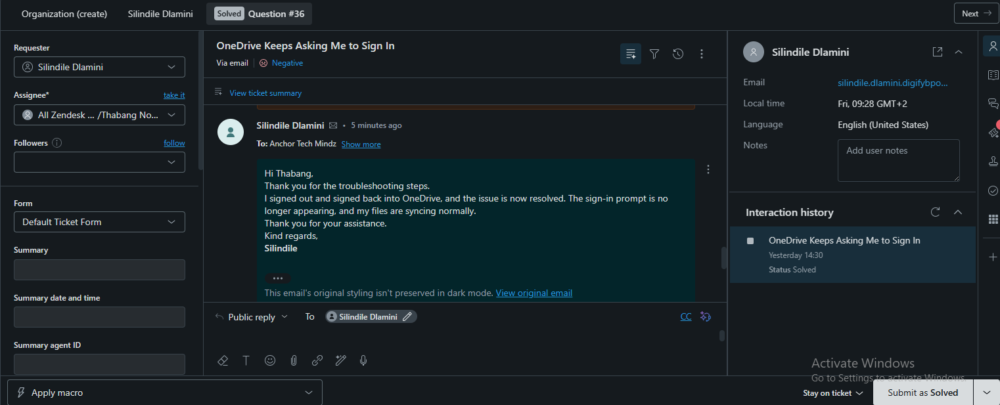 Organization (create)
Silindile Dlamini
Solved Question #36
Next
Requester
Silindile Dlamini
Assignee*
take it
All Zendesk ... /Thabang No...
Followers
follow
Form
Default Ticket Form
Summary
Summary date and time
Summary agent ID
OneDrive Keeps Asking Me to Sign In
Via email
Negative
View ticket summary
Silindile Dlamini • 5 minutes ago
To: Anchor Tech Mindz Show more
Hi Thabang,
Thank you for the troubleshooting steps.
I signed out and signed back into OneDrive, and the issue is now resolved. The sign-in prompt is no
longer appearing, and my files are syncing normally.
Thank you for your assistance.
Kind regards,
Silindile
•••
This email's original styling isn't preserved in dark mode. View original email
Public reply
To
Silindile Dlamini
CC
Silindile Dlamini
Email
silindile.dlamini.digifybpo...
Local time
Fri, 09:28 GMT+2
Language
English (United States)
Notes
Add user notes
Interaction history
OneDrive Keeps Asking Me to Sign In
Yesterday 14:30
Status Solved
Activate Windows
Go to Settings to activate Windows.
Apply macro
Stay on ticket
Submit as Solved